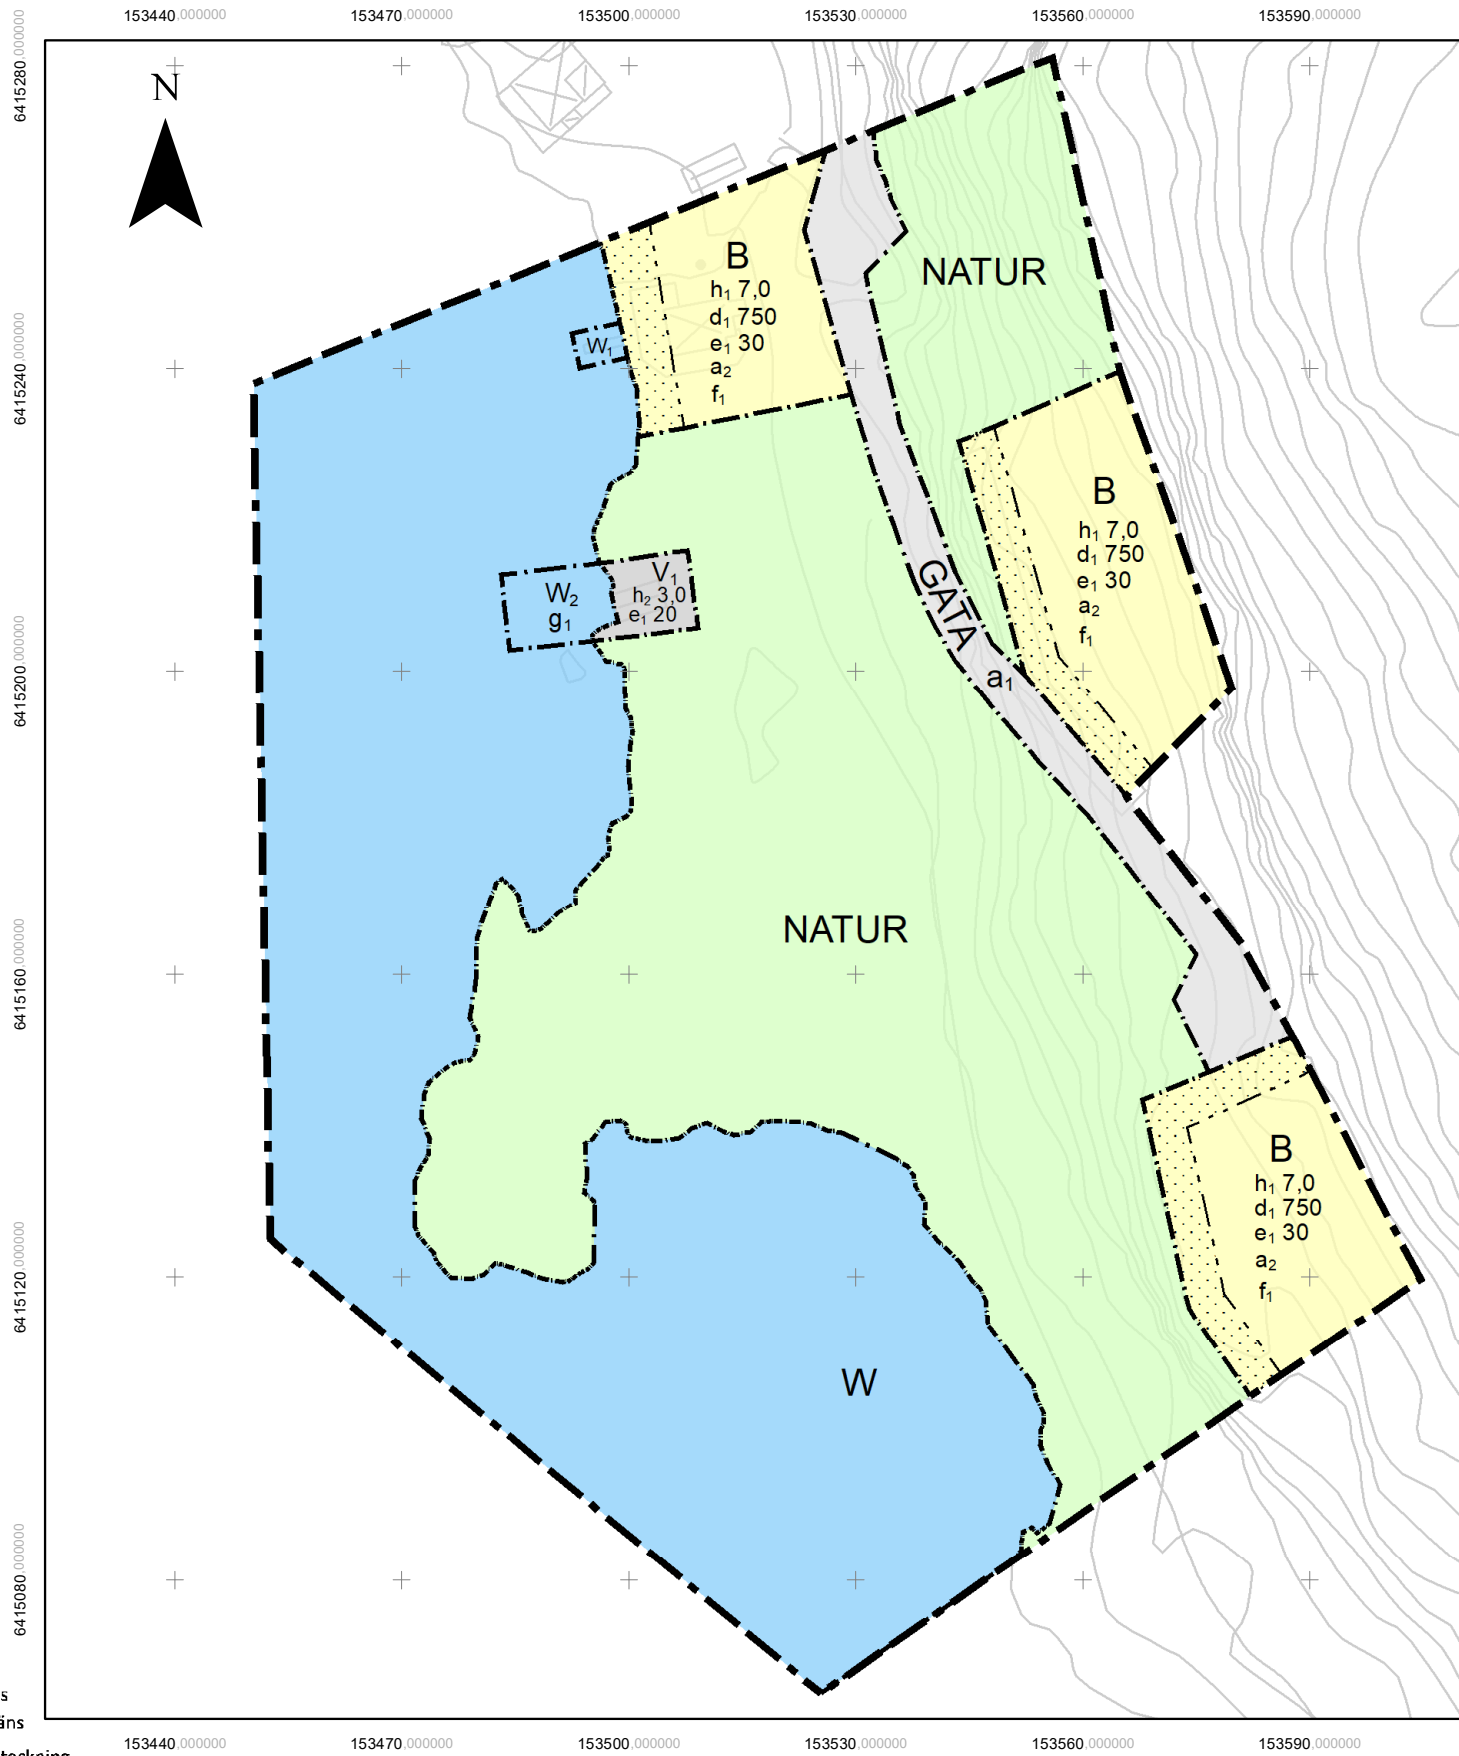 153440,000000 153470,000000 153500,000000 153530,000000 153560,000000 153590,000000
6415280,000000
N
B
h₁ 7,0
d₁ 750
e₁ 30
a₂
f₁
NATUR
W₁
6415240,000000
B
h₁ 7,0
d₁ 750
e₁ 30
a₂
f₁
W₂
g₁
V₁
h₂ 3,0
e₁ 20
GATA
a₁
6415200,000000
NATUR
6415160,000000
B
h₁ 7,0
d₁ 750
e₁ 30
a₂
f₁
6415120,000000
W
6415080,000000
s
äns
153440,000000 153470,000000 153500,000000 153530,000000 153560,000000 153590,000000